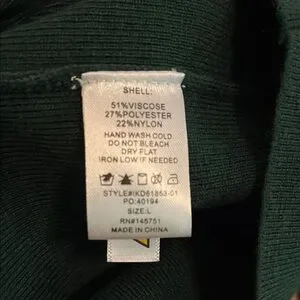 SHELL:
51%VISCOSE
27%POLYESTER
22%NYLON
HAND WASH COLD
DO NOT BLEACH
DRY FLAT
IRON LOW IF NEEDED
STYLE#IKD61853-01
PO:40194
SIZE:L
RN#145751
MADE IN CHINA